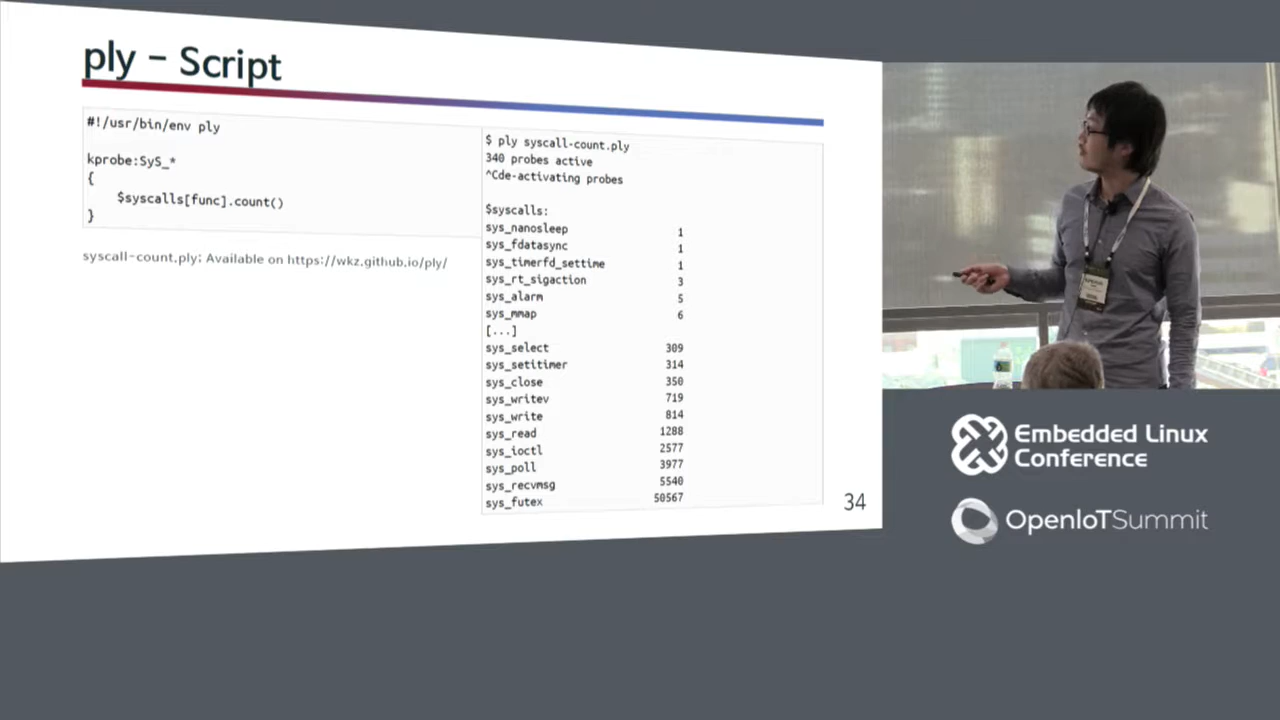 ply – Script
#!/usr/bin/env ply
kprobe:SyS_*
{
$syscalls[func].count()
}
syscall-count.ply; Available on https://wkz.github.io/ply/
$ ply syscall-count.ply
340 probes active
^Cde-activating probes
$syscalls:
sys_nanosleep 1
sys_fdatasync 1
sys_timerfd_settime 1
sys_rt_sigaction 3
sys_alarm 5
sys_mmap 6
[...]
sys_select 309
sys_setitimer 314
sys_close 350
sys_writev 719
sys_write 814
sys_read 1288
sys_ioctl 2577
sys_poll 3977
sys_recvmsg 5540
sys_futex 50567
34
Embedded Linux
Conference
OpenIoTSummit